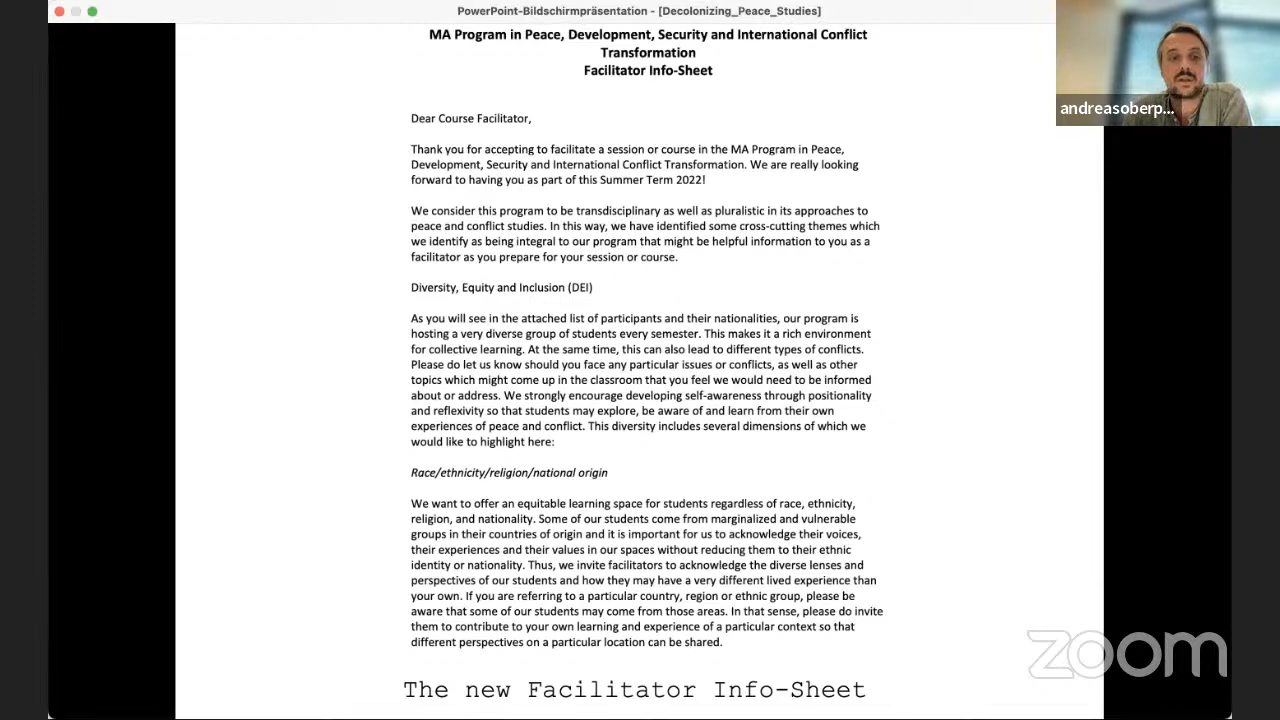 PowerPoint-Bildschirmpräsentation - [Decolonizing_Peace_Studies]
MA Program in Peace, Development, Security and International Conflict
Transformation
Facilitator Info-Sheet
andreasoberp...
Dear Course Facilitator,
Thank you for accepting to facilitate a session or course in the MA Program in Peace,
Development, Security and International Conflict Transformation. We are really looking
forward to having you as part of this Summer Term 2022!
We consider this program to be transdisciplinary as well as pluralistic in its approaches to
peace and conflict studies. In this way, we have identified some cross-cutting themes which
we identify as being integral to our program that might be helpful information to you as a
facilitator as you prepare for your session or course.
Diversity, Equity and Inclusion (DEI)
As you will see in the attached list of participants and their nationalities, our program is
hosting a very diverse group of students every semester. This makes it a rich environment
for collective learning. At the same time, this can also lead to different types of conflicts.
Please do let us know should you face any particular issues or conflicts, as well as other
topics which might come up in the classroom that you feel we would need to be informed
about or address. We strongly encourage developing self-awareness through positionality
and reflexivity so that students may explore, be aware of and learn from their own
experiences of peace and conflict. This diversity includes several dimensions of which we
would like to highlight here:
Race/ethnicity/religion/national origin
We want to offer an equitable learning space for students regardless of race, ethnicity,
religion, and nationality. Some of our students come from marginalized and vulnerable
groups in their countries of origin and it is important for us to acknowledge their voices,
their experiences and their values in our spaces without reducing them to their ethnic
identity or nationality. Thus, we invite facilitators to acknowledge the diverse lenses and
perspectives of our students and how they may have a very different lived experience than
your own. If you are referring to a particular country, region or ethnic group, please be
aware that some of our students may come from those areas. In that sense, please do invite
them to contribute to your own learning and experience of a particular context so that
different perspectives on a particular location can be shared.
zoom
The new Facilitator Info-Sheet